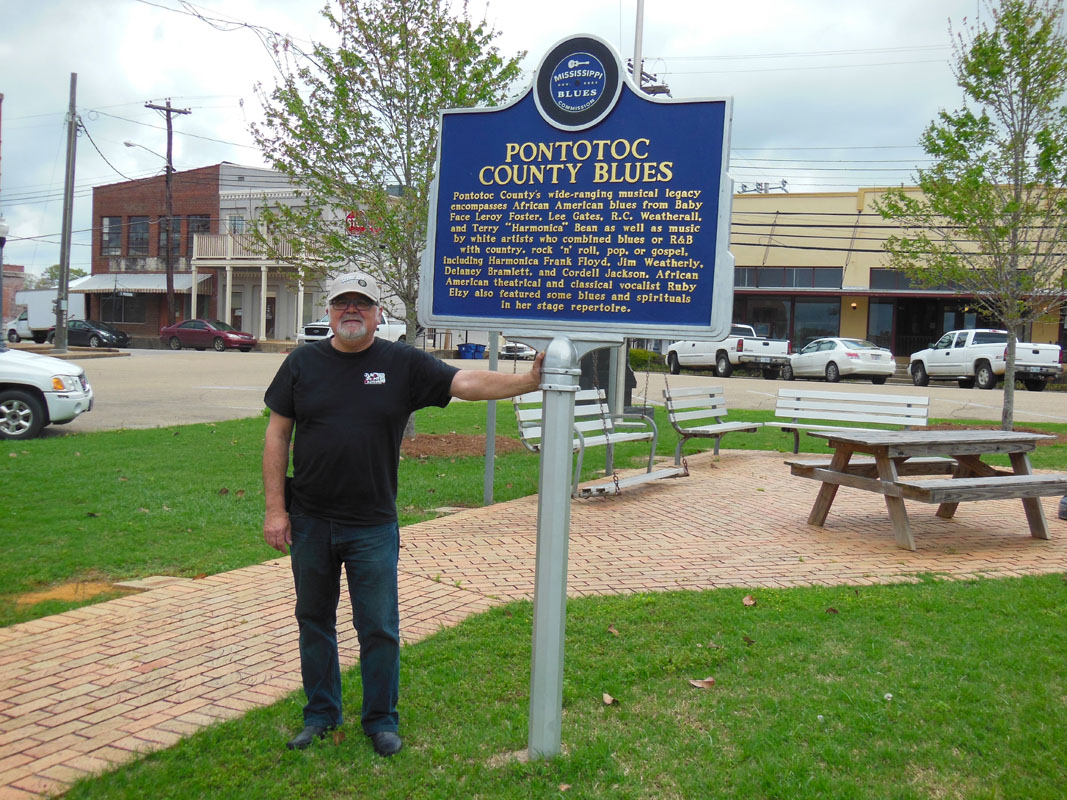 MISSISSIPPI
BLUES
COMMISSION
PONTOTOC
COUNTY BLUES
Pontotoc County's wide-ranging musical legacy
encompasses African American blues from Baby
Face Leroy Foster, Lee Gates, R.C. Weatherall,
and Terry "Harmonica" Bean as well as music
by white artists who combined blues or R&B
with country, rock 'n' roll, pop, or gospel,
including Harmonica Frank Floyd, Jim Weatherly,
Delaney Bramlett, and Cordell Jackson. African
American theatrical and classical vocalist Ruby
Elzy also featured some blues and spirituals
in her stage repertoire.